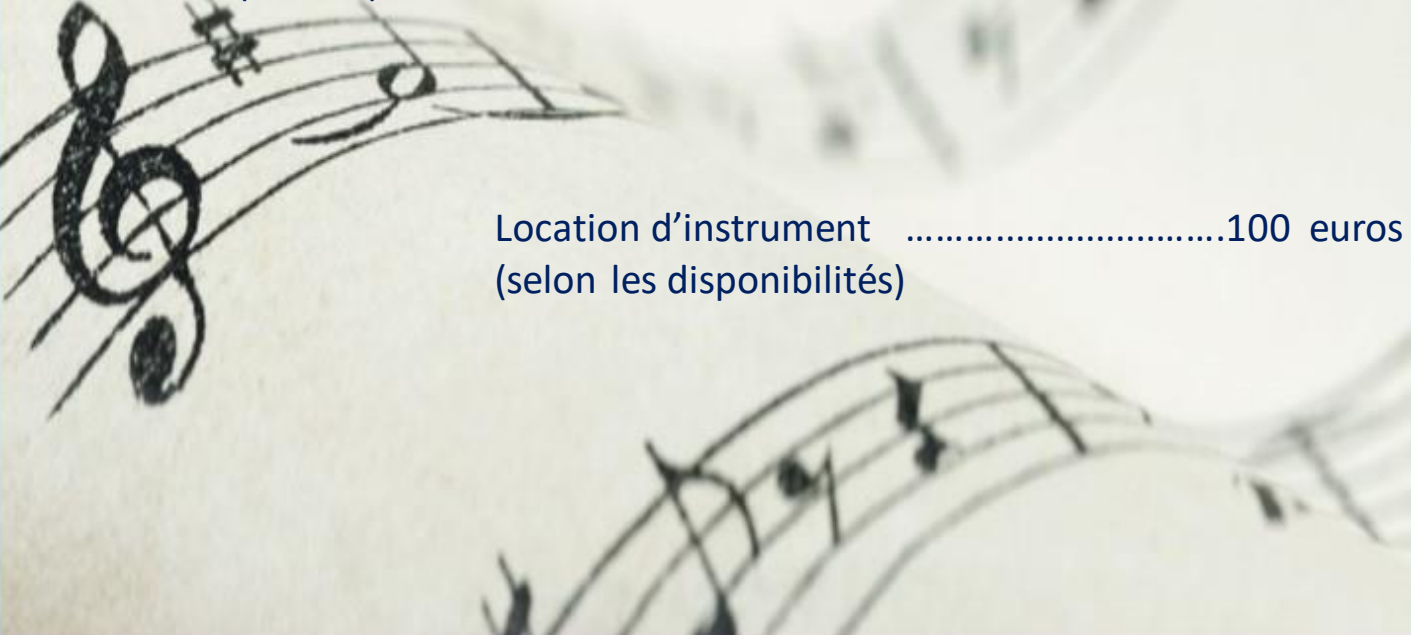 Location d’instrument ……….......................…….100 euros
(selon les disponibilités)